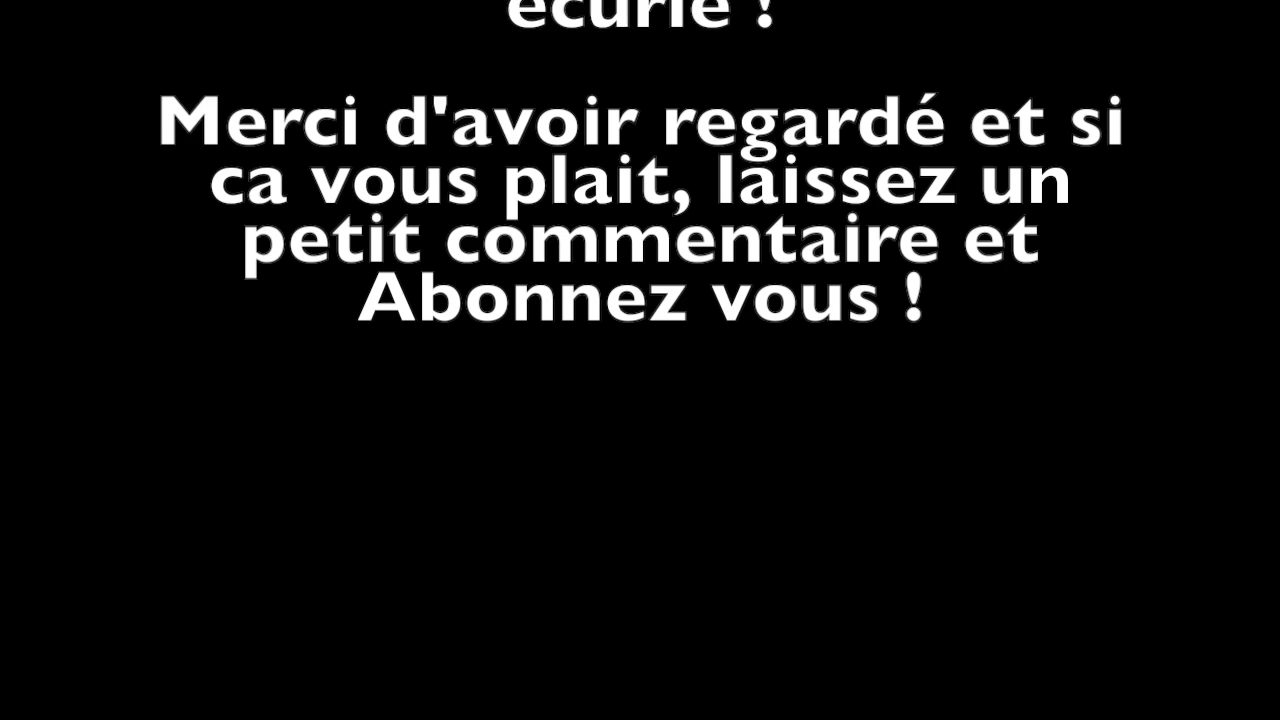 écurie !
Merci d'avoir regardé et si
ca vous plait, laissez un
petit commentaire et
Abonnez vous !